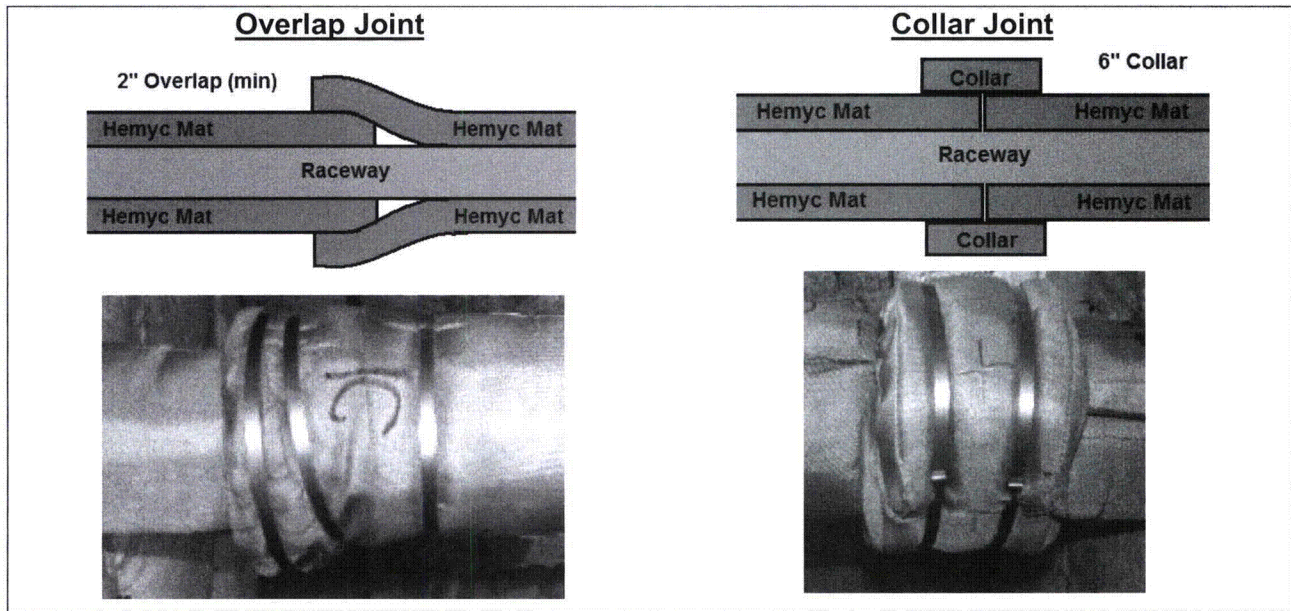 Overlap Joint
2" Overlap (min)
Hemyc Mat
Hemyc Mat
Raceway
Hemyc Mat
Hemyc Mat
Collar Joint
6" Collar
Collar
Hemyc Mat
Hemyc Mat
Raceway
Hemyc Mat
Hemyc Mat
Collar